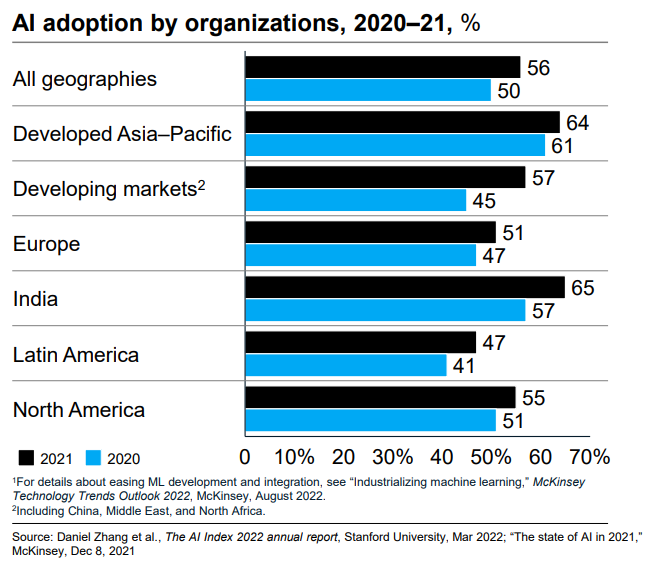 AI adoption by organizations, 2020–21, %
All geographies
56
50
Developed Asia–Pacific
64
61
Developing markets²
57
45
Europe
51
47
India
65
57
Latin America
47
41
North America
55
51
2021 2020
0 10% 20 30% 40 50% 60 70%
¹For details about easing ML development and integration, see “Industrializing machine learning,” McKinsey
Technology Trends Outlook 2022, McKinsey, August 2022.
²Including China, Middle East, and North Africa.
Source: Daniel Zhang et al., The AI Index 2022 annual report, Stanford University, Mar 2022; “The state of AI in 2021,”
McKinsey, Dec 8, 2021